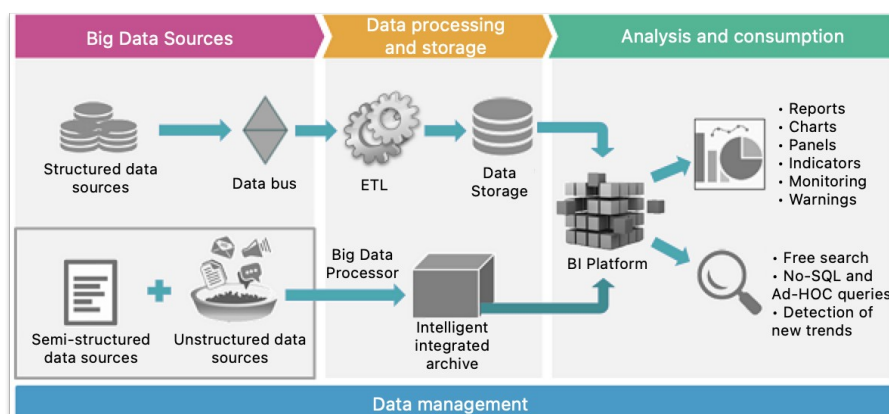 Big Data Sources
Data processing
and storage
Analysis and consumption
Structured data
sources
Data bus
ETL
Data
Storage
BI Platform
• Reports
• Charts
• Panels
• Indicators
• Monitoring
• Warnings
Semi-structured
data sources
Unstructured data
sources
Big Data
Processor
Intelligent
integrated
archive
• Free search
• No-SQL and
Ad-HOC queries
• Detection of
new trends
Data management